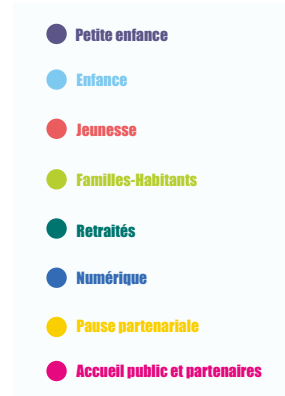 Petite enfance
Enfance
Jeunesse
Familles-Habitants
Retraités
Numérique
Pause partenariale
Accueil public et partenaires